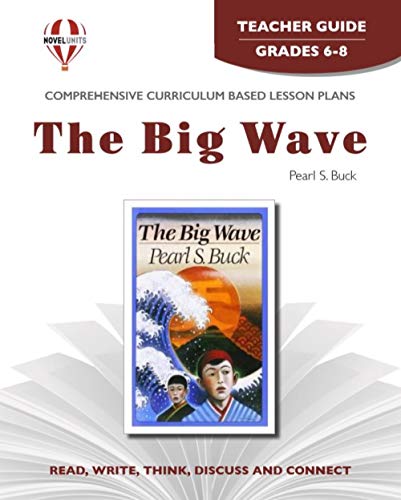 NOVEL UNITS
TEACHER GUIDE
GRADES 6-8
COMPREHENSIVE CURRICULUM BASED LESSON PLANS
The Big Wave
Pearl S. Buck
The Big Wave
Pearl S. Buck
READ, WRITE, THINK, DISCUSS AND CONNECT